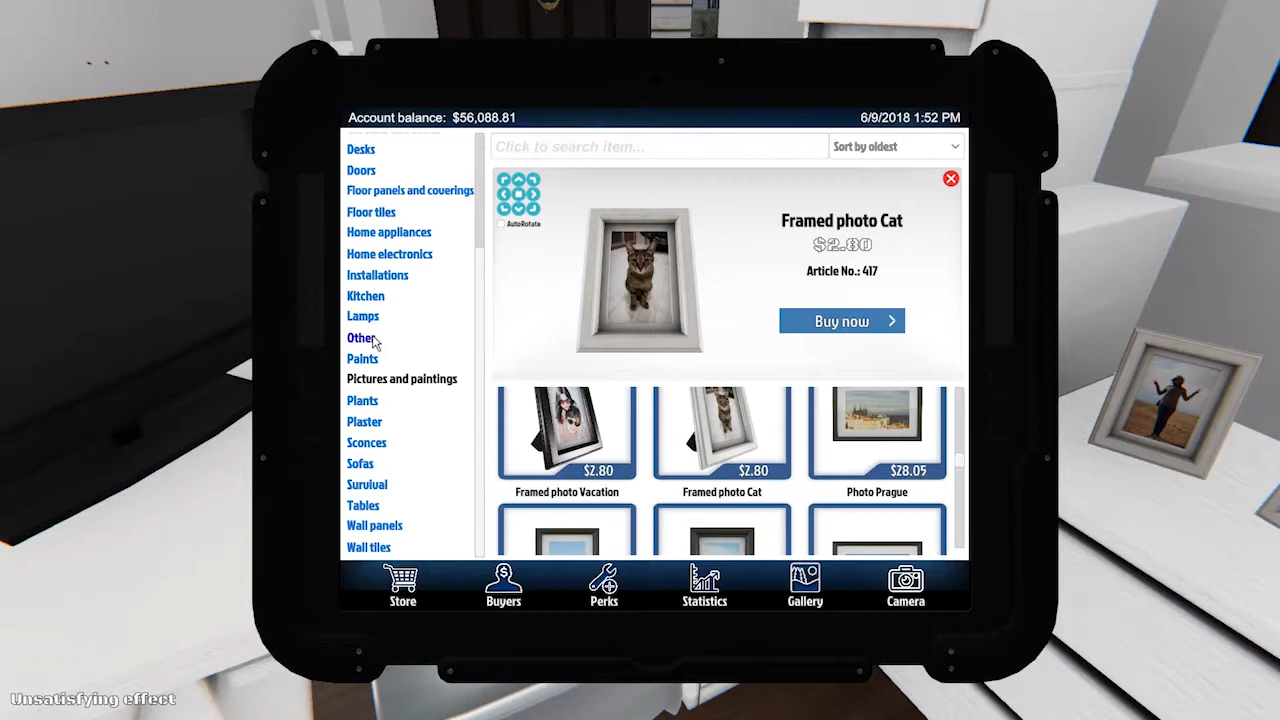 Account balance: $56,088.81
6/9/2018 1:52 PM
Desks
Doors
Floor panels and coverings
Floor tiles
Home appliances
Home electronics
Installations
Kitchen
Lamps
Other
Paints
Pictures and paintings
Plants
Plaster
Sconces
Sofas
Survival
Tables
Wall panels
Wall tiles
Click to search item...
Sort by oldest
AutoRotate
Framed photo Cat
$2.80
Article No.: 417
Buy now
$2.80
$2.80
$28.05
Framed photo Vacation
Framed photo Cat
Photo Prague
Store
Buyers
Perks
Statistics
Gallery
Camera
Unsatisfying effect